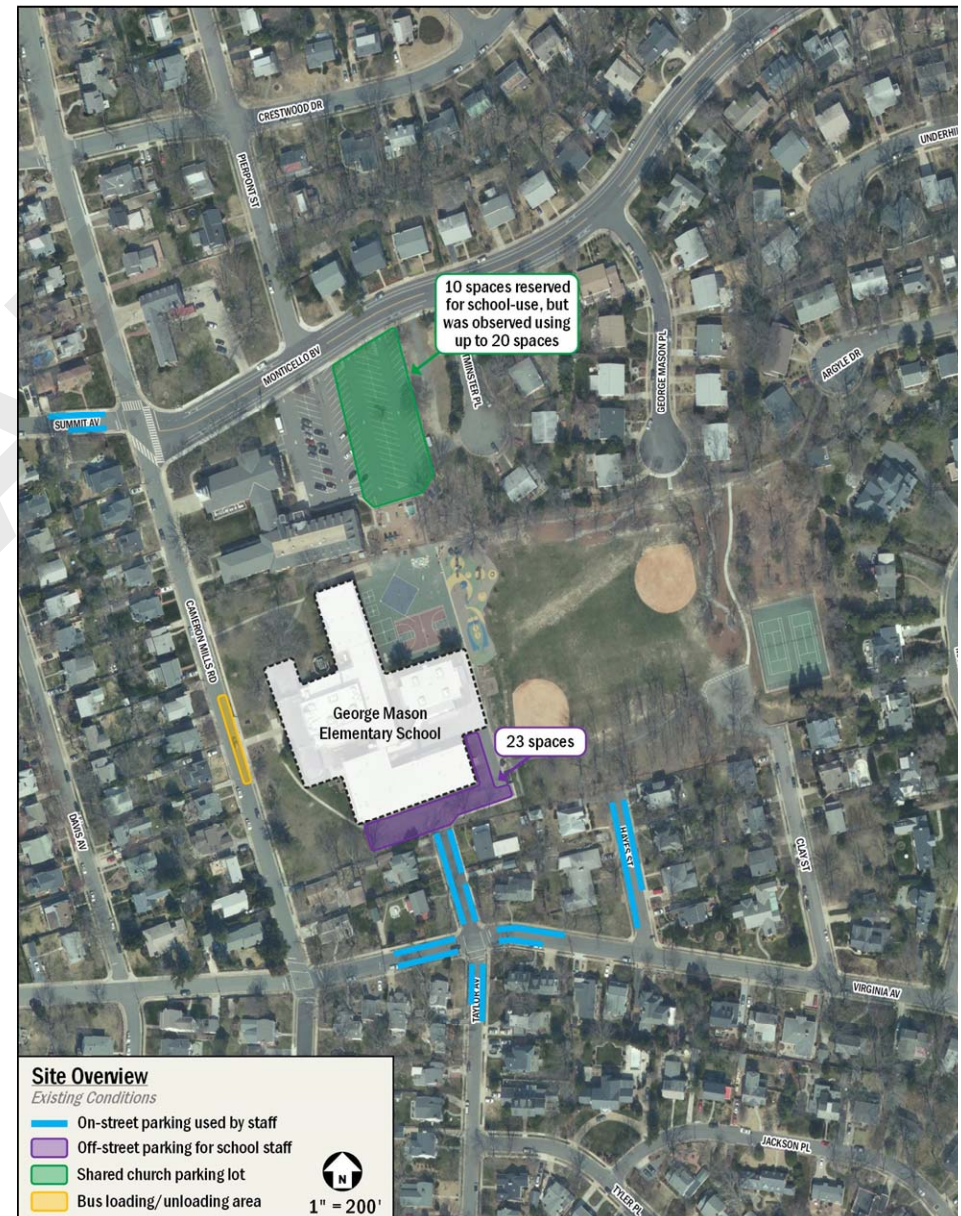 CRESTWOOD DR
PIERPONT ST
UNDERHI
10 spaces reserved
for school-use, but
was observed using
up to 20 spaces
MONTICELLO BV
MINSTER PL
GEORGE MASON PL
ARGYLE DR
SUMMIT AV
CAMERON MILLS RD
George Mason
Elementary School
23 spaces
DAVIS AV
HAYES ST
CLAY ST
TAYLOR AV
VIRGINIA AV
JACKSON PL
TYLER PL
Site Overview
Existing Conditions
On-street parking used by staff
Off-street parking for school staff
Shared church parking lot
Bus loading/unloading area
N
1" = 200'